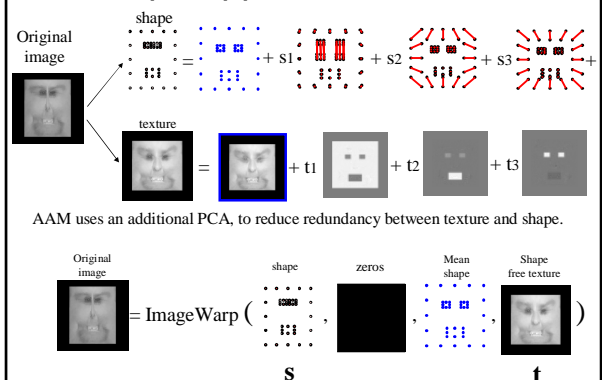 shape
Original
image
= + s1 + s2 + s3 +
texture
= + t1 + t2 + t3
AAM uses an additional PCA, to reduce redundancy between texture and shape.
Original
image
shape
zeros
Mean
shape
Shape
free texture
= ImageWarp ( , , , )
s t